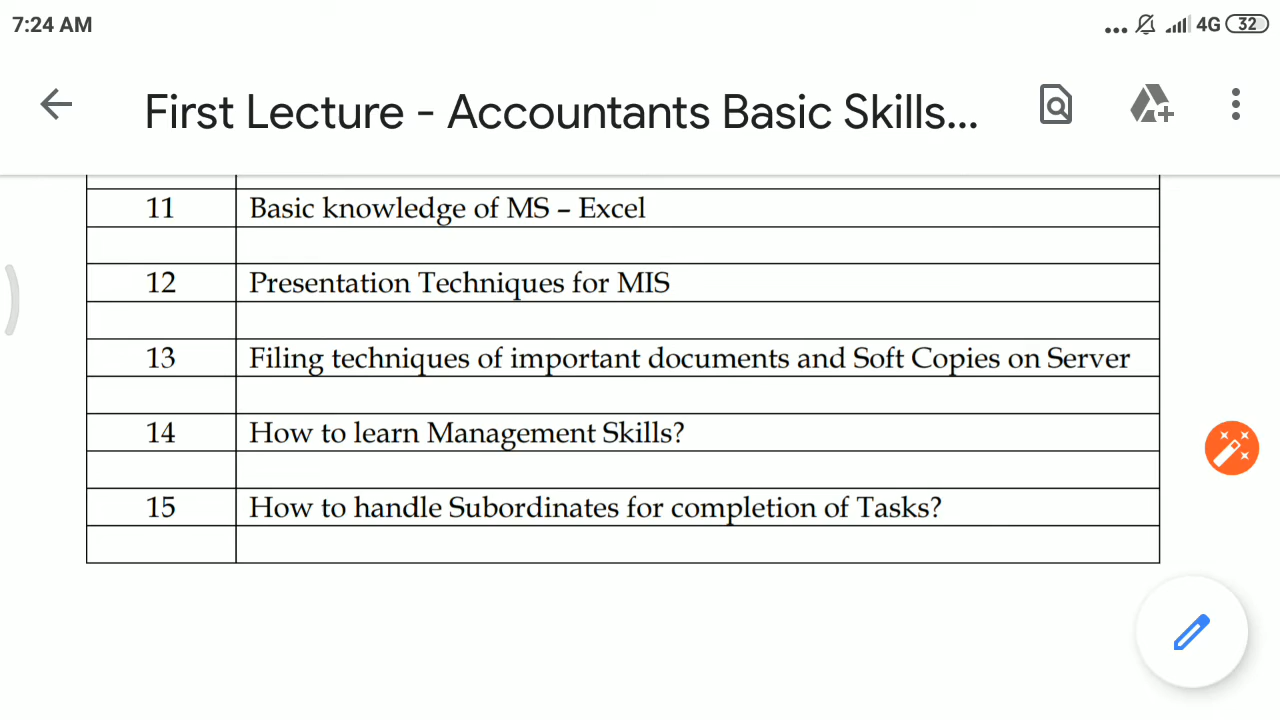 7:24 AM
... 4G 32
First Lecture - Accountants Basic Skills...
11 Basic knowledge of MS – Excel
12 Presentation Techniques for MIS
13 Filing techniques of important documents and Soft Copies on Server
14 How to learn Management Skills?
15 How to handle Subordinates for completion of Tasks?